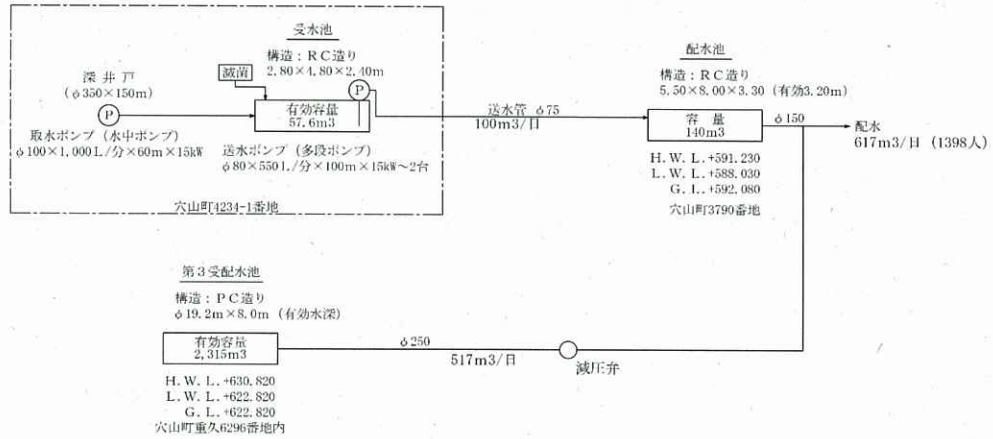 受水池
構造：RC造り
2.80×4.80×2.40m
滅菌
深井戸
(φ350×150m)
P
P
有効容量
57.6m3
取水ポンプ (水中ポンプ)
φ100×1,000L/分×60m×15kW
送水ポンプ (多段ポンプ)
φ80×550L/分×100m×15kW～2台
穴山町4234-1番地
送水管 φ75
100m3/日
配水池
構造：RC造り
5.50×8.00×3.30 (有効3.20m)
容量
140m3
φ150
配水
617m3/日 (1398人)
H.W.L.+591.230
L.W.L.+588.030
G.L.+592.080
穴山町3790番地
第3受配水池
構造：PC造り
φ19.2m×8.0m (有効水深)
有効容量
2,315m3
φ250
517m3/日
減圧弁
H.W.L.+630.820
L.W.L.+622.820
G.L.+622.820
穴山町重久6296番地内